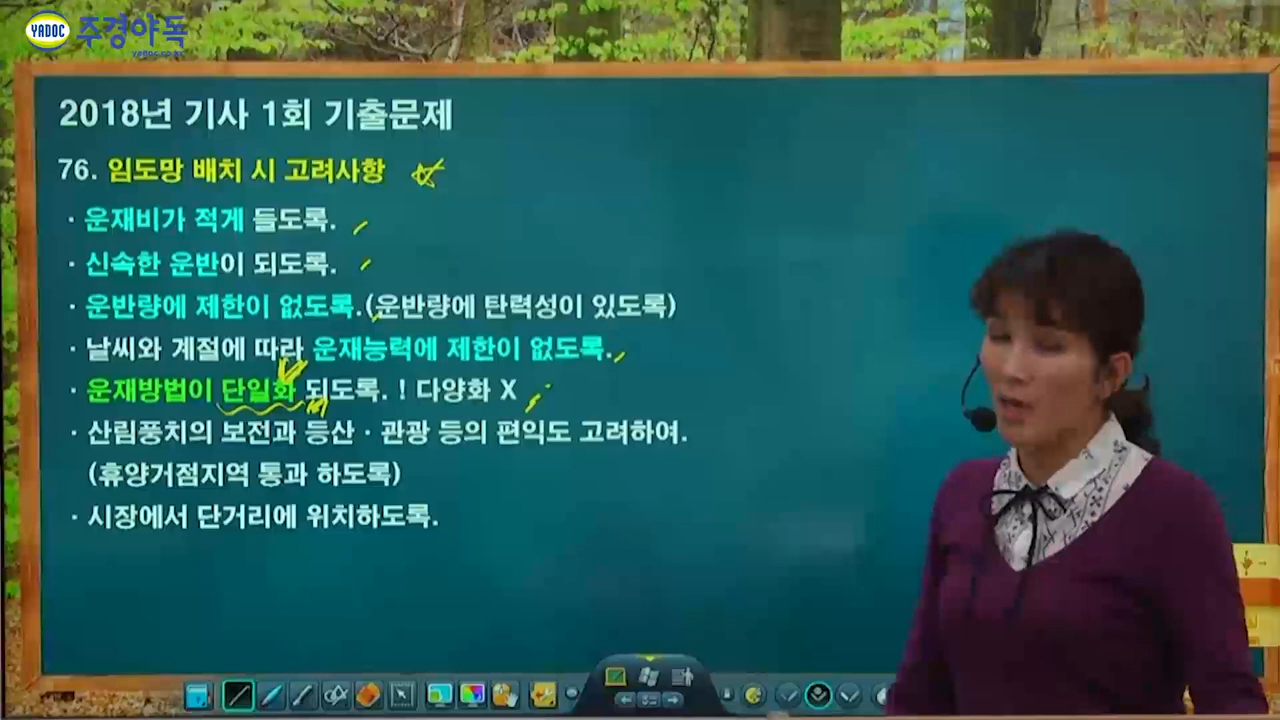 YADOC 주경야독
yadoc.co.kr
2018년 기사 1회 기출문제
76. 임도망 배치 시 고려사항
· 운재비가 적게 들도록.
· 신속한 운반이 되도록.
· 운반량에 제한이 없도록.(운반량에 탄력성이 있도록)
· 날씨와 계절에 따라 운재능력에 제한이 없도록.
· 운재방법이 단일화 되도록. ! 다양화 X
· 산림풍치의 보전과 등산 · 관광 등의 편익도 고려하여.
(휴양거점지역 통과 하도록)
· 시장에서 단거리에 위치하도록.